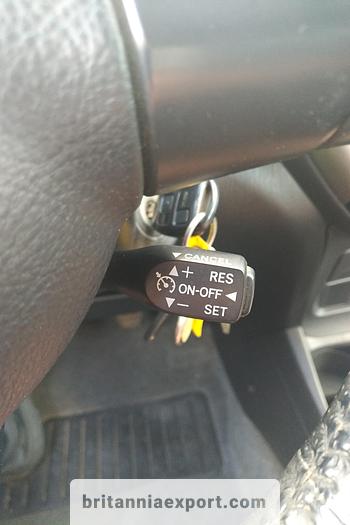 CANCEL
+ RES
ON-OFF
− SET
britanniaexport.com